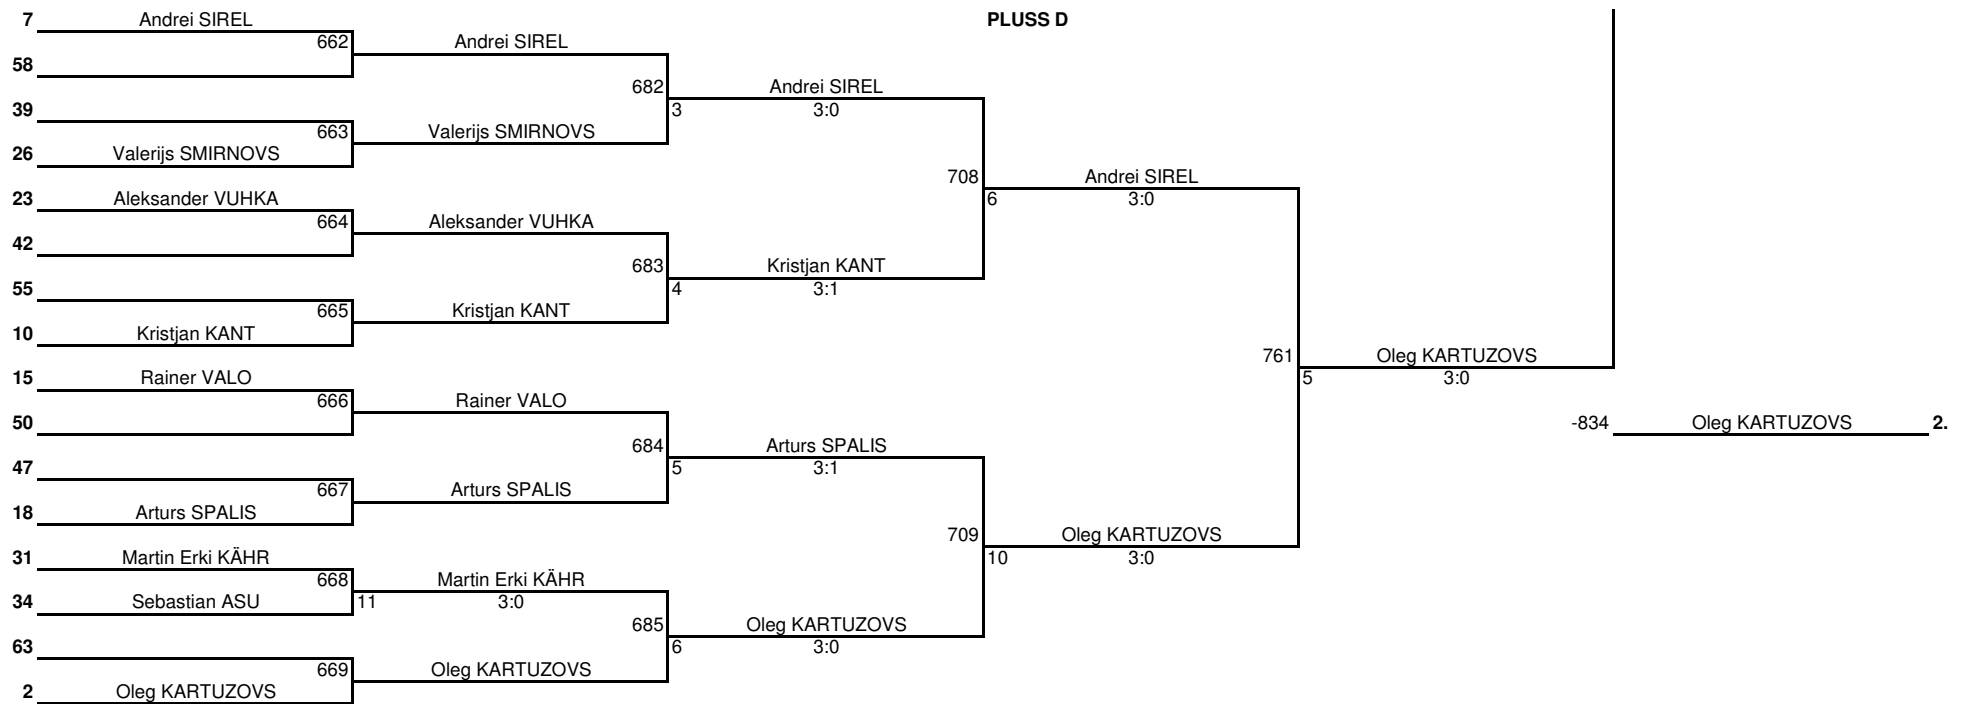 7 Andrei SIREL PLUSS D
662 Andrei SIREL
58
682 Andrei SIREL
39 3 3:0
663 Valerijs SMIRNOVS
26 Valerijs SMIRNOVS
708 Andrei SIREL
23 Aleksander VUHKA 6 3:0
664 Aleksander VUHKA
42
683 Kristjan KANT
55 4 3:1
665 Kristjan KANT
10 Kristjan KANT
761 Oleg KARTUZOVS
15 Rainer VALO 5 3:0
666 Rainer VALO
50 -834 Oleg KARTUZOVS 2.
684 Arturs SPALIS
47 5 3:1
667 Arturs SPALIS
18 Arturs SPALIS
709 Oleg KARTUZOVS
31 Martin Erki KÄHR 10 3:0
668 Martin Erki KÄHR
34 Sebastian ASU 11 3:0
685 Oleg KARTUZOVS
63 6 3:0
669 Oleg KARTUZOVS
2 Oleg KARTUZOVS